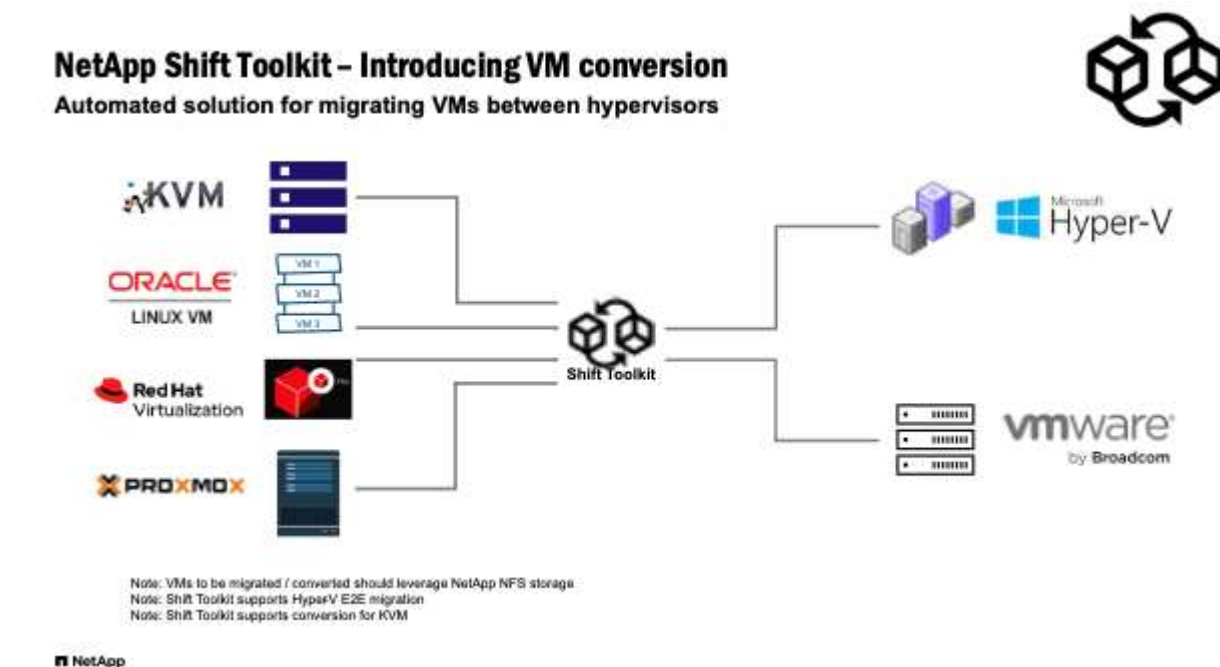 NetApp Shift Toolkit – Introducing VM conversion
Automated solution for migrating VMs between hypervisors
KVM
ORACLE
LINUX VM
VM 1
VM 2
VM 3
Red Hat
Virtualization
PROXMOX
Shift Toolkit
Microsoft
Hyper-V
vmware
by Broadcom
Note: VMs to be migrated / converted should leverage NetApp NFS storage
Note: Shift Toolkit supports HyperV E2E migration
Note: Shift Toolkit supports conversion for KVM
NetApp